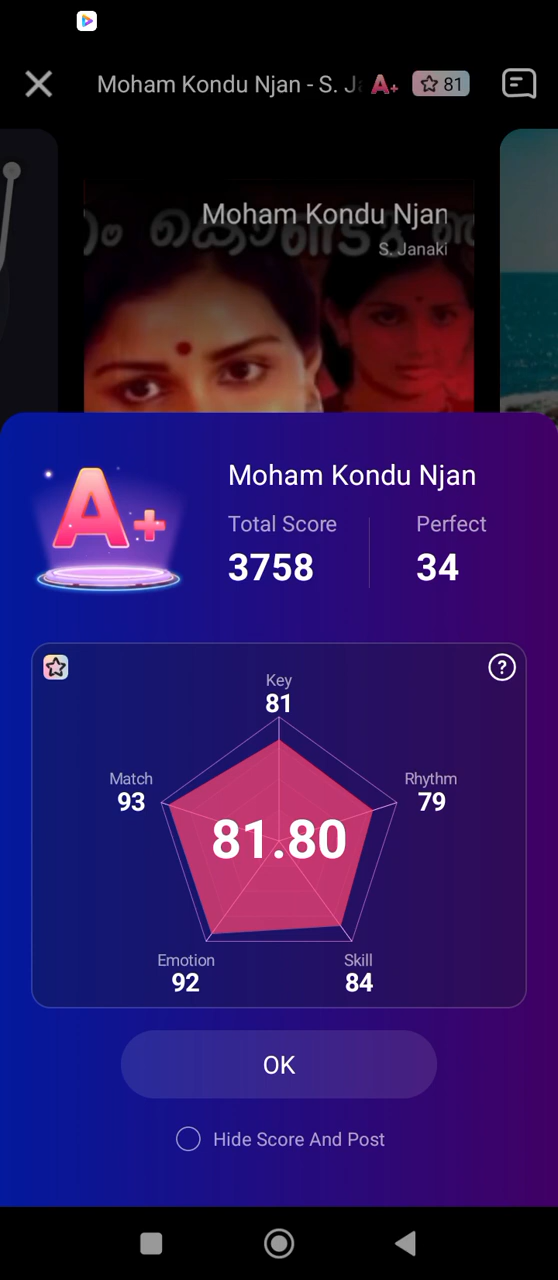 Moham Kondu Njan - S. J
A+
81
Moham Kondu Njan
കൊണ്ടു
S. Janaki
A+
Moham Kondu Njan
Total Score
Perfect
3758
34
?
Key
81
Match
93
Rhythm
79
81.80
Emotion
92
Skill
84
OK
Hide Score And Post